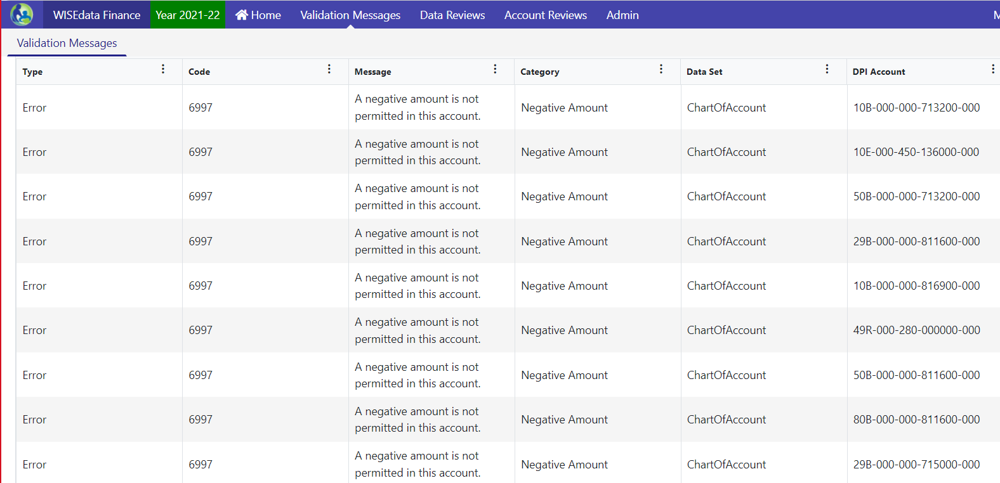 WISEdata Finance Year 2021-22 Home Validation Messages Data Reviews Account Reviews Admin M
Validation Messages
Type Code Message Category Data Set DPI Account
Error 6997 A negative amount is not
permitted in this account. Negative Amount ChartOfAccount 10B-000-000-713200-000
Error 6997 A negative amount is not
permitted in this account. Negative Amount ChartOfAccount 10E-000-450-136000-000
Error 6997 A negative amount is not
permitted in this account. Negative Amount ChartOfAccount 50B-000-000-713200-000
Error 6997 A negative amount is not
permitted in this account. Negative Amount ChartOfAccount 29B-000-000-811600-000
Error 6997 A negative amount is not
permitted in this account. Negative Amount ChartOfAccount 10B-000-000-816900-000
Error 6997 A negative amount is not
permitted in this account. Negative Amount ChartOfAccount 49R-000-280-000000-000
Error 6997 A negative amount is not
permitted in this account. Negative Amount ChartOfAccount 50B-000-000-811600-000
Error 6997 A negative amount is not
permitted in this account. Negative Amount ChartOfAccount 80B-000-000-811600-000
Error 6997 A negative amount is not
permitted in this account. Negative Amount ChartOfAccount 29B-000-000-715000-000